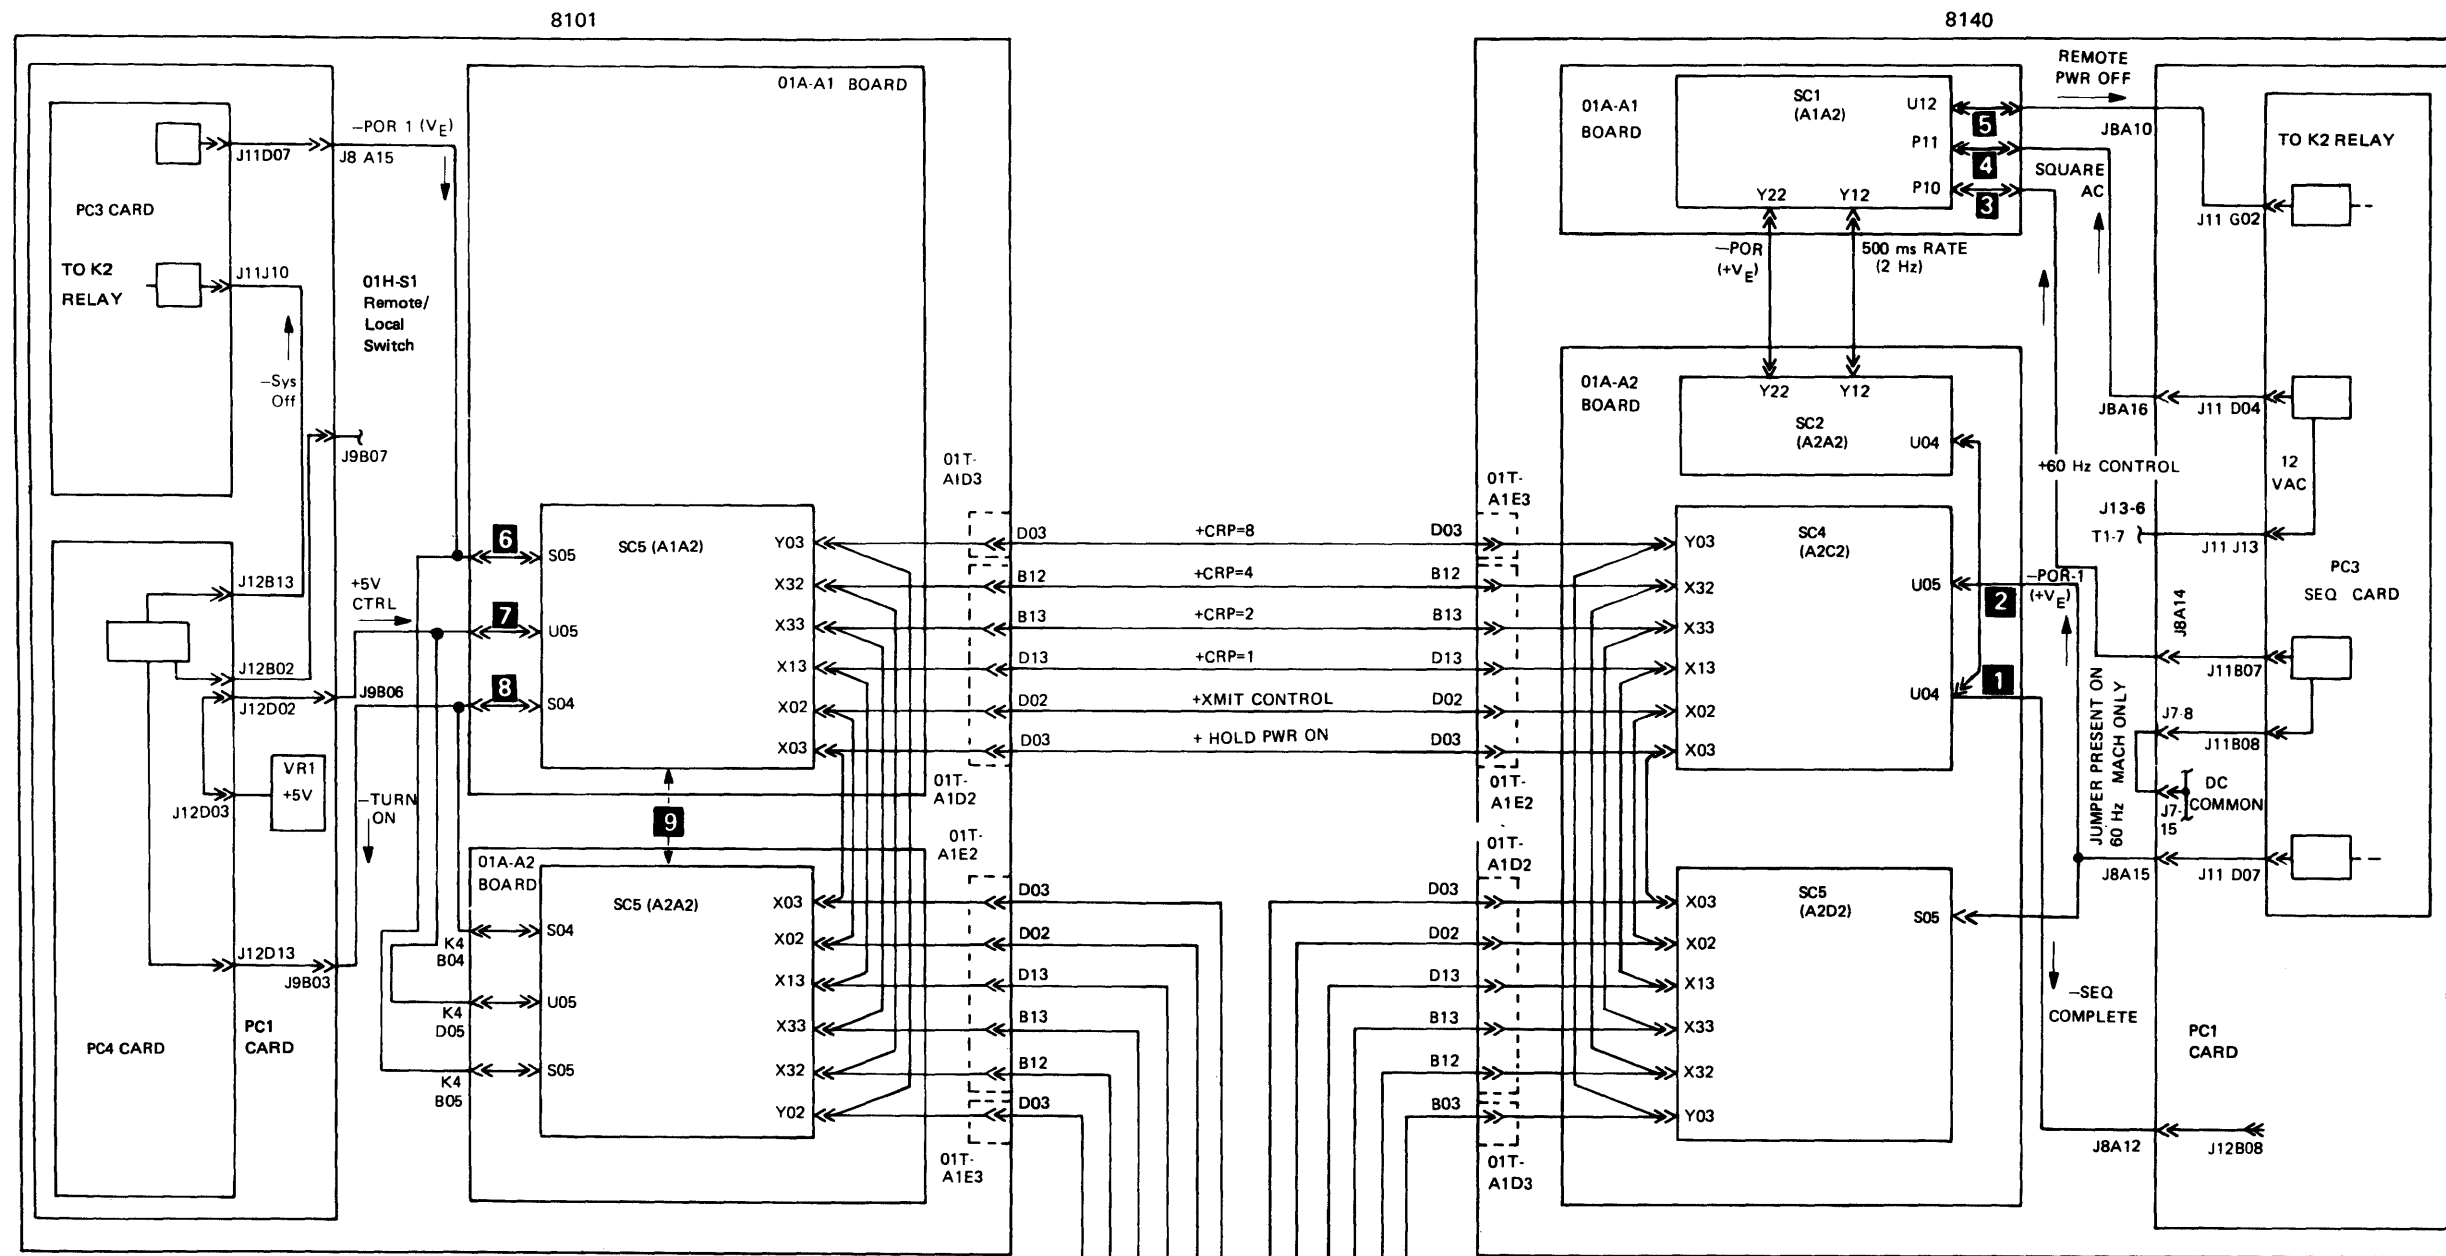 8101
8140
01A-A1 BOARD
–POR 1 (VE)
J11D07
J8 A15
PC3 CARD
TO K2
RELAY
J11J10
01H-S1
Remote/
Local
Switch
–Sys
Off
J9B07
J12B13
+5V
CTRL
J12B02
J12D02
J9B06
VR1
+5V
J12D03
–TURN
ON
J12D13
J9B03
PC4 CARD
PC1
CARD
6
S05
SC5 (A1A2)
Y03
X32
7
U05
X33
X13
8
S04
X02
X03
9
01T-
A1D3
01T-
A1D2
01T-
A1E2
01A-A2
BOARD
SC5 (A2A2)
X03
X02
X13
X33
X32
Y02
S04
U05
S05
K4
B04
K4
D05
K4
B05
D03
D02
D13
B13
B12
D03
01T-
A1E3
D03 +CRP=8 D03
B12 +CRP=4 B12
B13 +CRP=2 B13
D13 +CRP=1 D13
D02 +XMIT CONTROL D02
D03 + HOLD PWR ON D03
01T-
A1E3
01T-
A1E2
01T-
A1D2
D03
D02
D13
B13
B12
B03
01T-
A1D3
01A-A1
BOARD
SC1
(A1A2)
U12
5
P11
4
P10
3
Y22 Y12
–POR
(+VE)
500 ms RATE
(2 Hz)
01A-A2
BOARD
Y22 Y12
SC2
(A2A2)
U04
SC4
(A2C2)
Y03
X32
X33
X13
X02
X03
U05
2
U04
1
SC5
(A2D2)
X03
X02
X13
X33
X32
Y03
S05
REMOTE
PWR OFF
JBA10
SQUARE
AC
JBA16
+60 Hz CONTROL
J13-6
T1-7
–POR-1
(+VE)
J8A14
JUMPER PRESENT ON
60 Hz MACH ONLY
J8A15
–SEQ
COMPLETE
J8A12
J12B08
PC1
CARD
TO K2 RELAY
J11 G02
J11 D04
12
VAC
J11 J13
PC3
SEQ CARD
J11B07
J7-8
J11B08
DC
COMMON
J7-
15
J11 D07